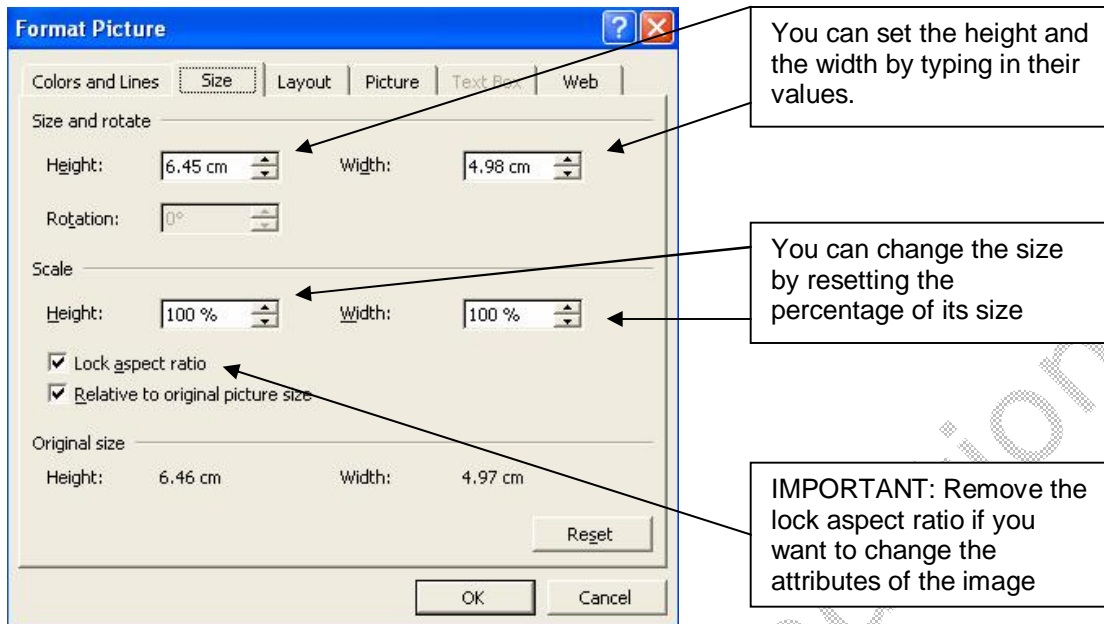 Format Picture
Colors and Lines Size Layout Picture Text Box Web
Size and rotate
Height: 6.45 cm Width: 4.98 cm
Rotation: 0°
Scale
Height: 100 % Width: 100 %
Lock aspect ratio
Relative to original picture size
Original size
Height: 6.46 cm Width: 4.97 cm
Reset
OK Cancel
You can set the height and
the width by typing in their
values.
You can change the size
by resetting the
percentage of its size
IMPORTANT: Remove the
lock aspect ratio if you
want to change the
attributes of the image